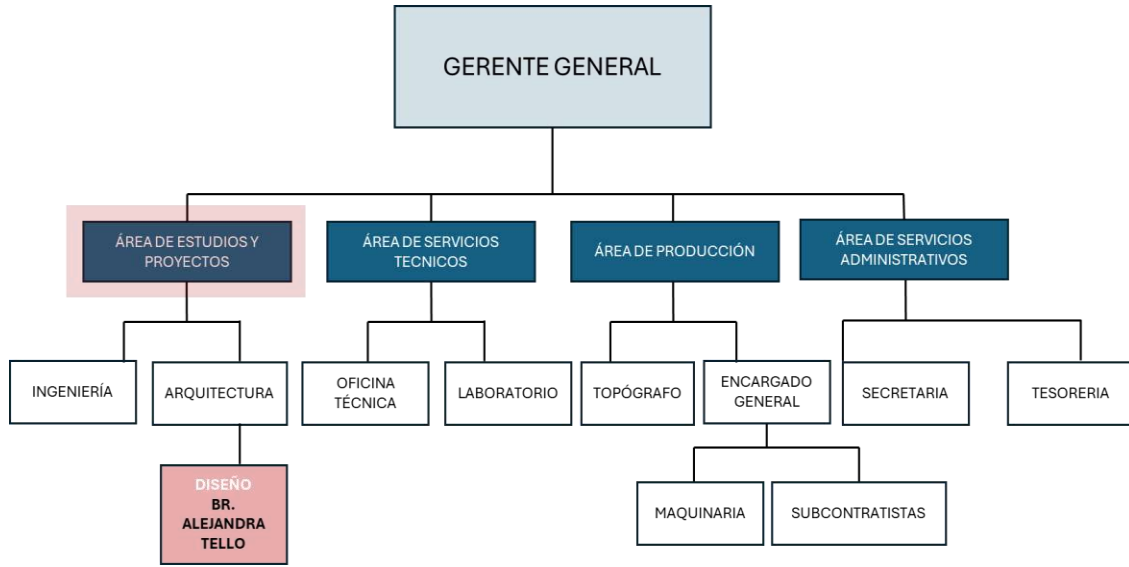 GERENTE GENERAL
ÁREA DE ESTUDIOS Y
PROYECTOS
ÁREA DE SERVICIOS
TECNICOS
ÁREA DE PRODUCCIÓN
ÁREA DE SERVICIOS
ADMINISTRATIVOS
INGENIERÍA
ARQUITECTURA
OFICINA
TÉCNICA
LABORATORIO
TOPÓGRAFO
ENCARGADO
GENERAL
SECRETARIA
TESORERIA
DISEÑO
BR.
ALEJANDRA
TELLO
MAQUINARIA
SUBCONTRATISTAS